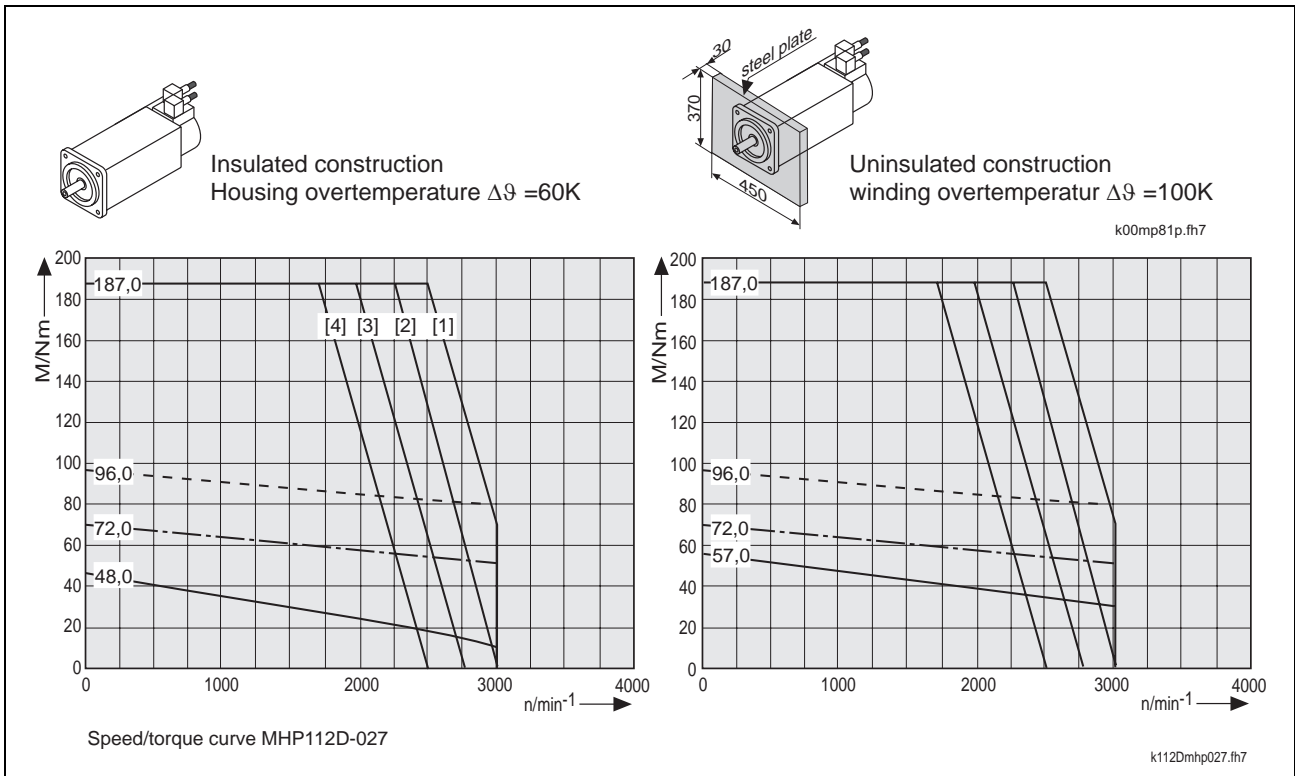 30
steel plate
370
450
Insulated construction
Housing overtemperature Δϑ =60K
Uninsulated construction
winding overtemperatur Δϑ =100K
k00mp81p.fh7
M/Nm
200
180
160
140
120
100
80
60
40
20
0
187,0
[4] [3] [2] [1]
96,0
72,0
48,0
0 1000 2000 3000 4000
n/min-1
M/Nm
200
180
160
140
120
100
80
60
40
20
0
187,0
96,0
72,0
57,0
0 1000 2000 3000 4000
n/min-1
Speed/torque curve MHP112D-027
k112Dmhp027.fh7